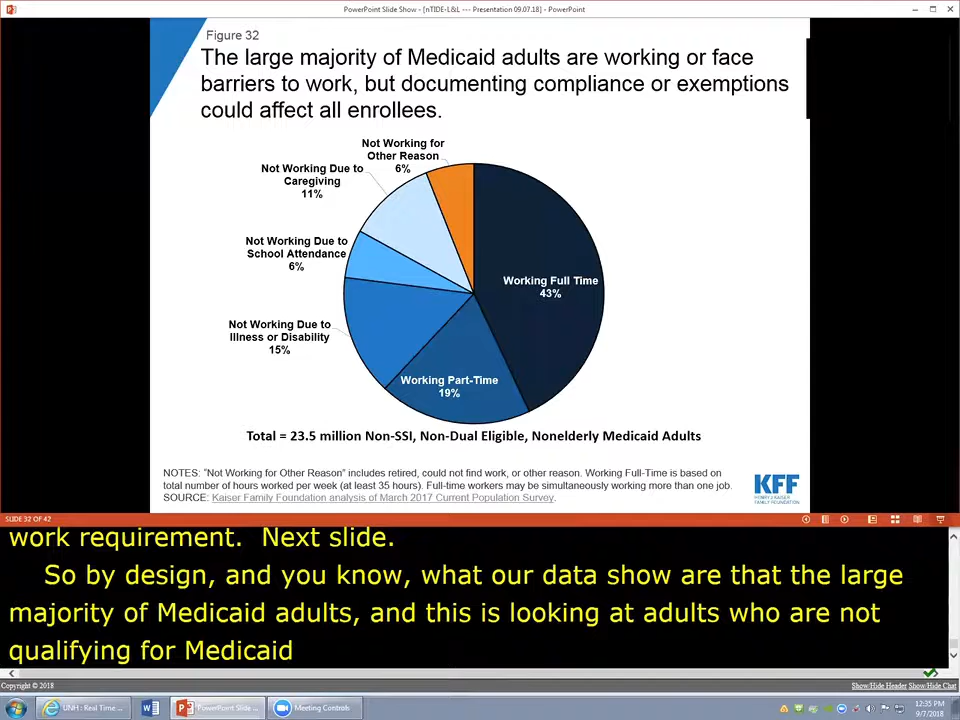 PowerPoint Slide Show - [nTIDE-L&L --- Presentation 09.07.18] - PowerPoint
Figure 32
The large majority of Medicaid adults are working or face
barriers to work, but documenting compliance or exemptions
could affect all enrollees.
Not Working for
Other Reason
6%
Not Working Due to
Caregiving
11%
Not Working Due to
School Attendance
6%
Working Full Time
43%
Not Working Due to
Illness or Disability
15%
Working Part-Time
19%
Total = 23.5 million Non-SSI, Non-Dual Eligible, Nonelderly Medicaid Adults
NOTES: "Not Working for Other Reason" includes retired, could not find work, or other reason. Working Full-Time is based on
total number of hours worked per week (at least 35 hours). Full-time workers may be simultaneously working more than one job.
SOURCE: Kaiser Family Foundation analysis of March 2017 Current Population Survey.
KFF
HENRY J KAISER
FAMILY FOUNDATION
SLIDE 32 OF 42
work requirement.  Next slide.
So by design, and you know, what our data show are that the large
majority of Medicaid adults, and this is looking at adults who are not
qualifying for Medicaid
Copyright © 2018
Show/Hide Header Show/Hide Chat
UNH : Real Time ...
PowerPoint Slide ...
Meeting Controls
12:35 PM
9/7/2018